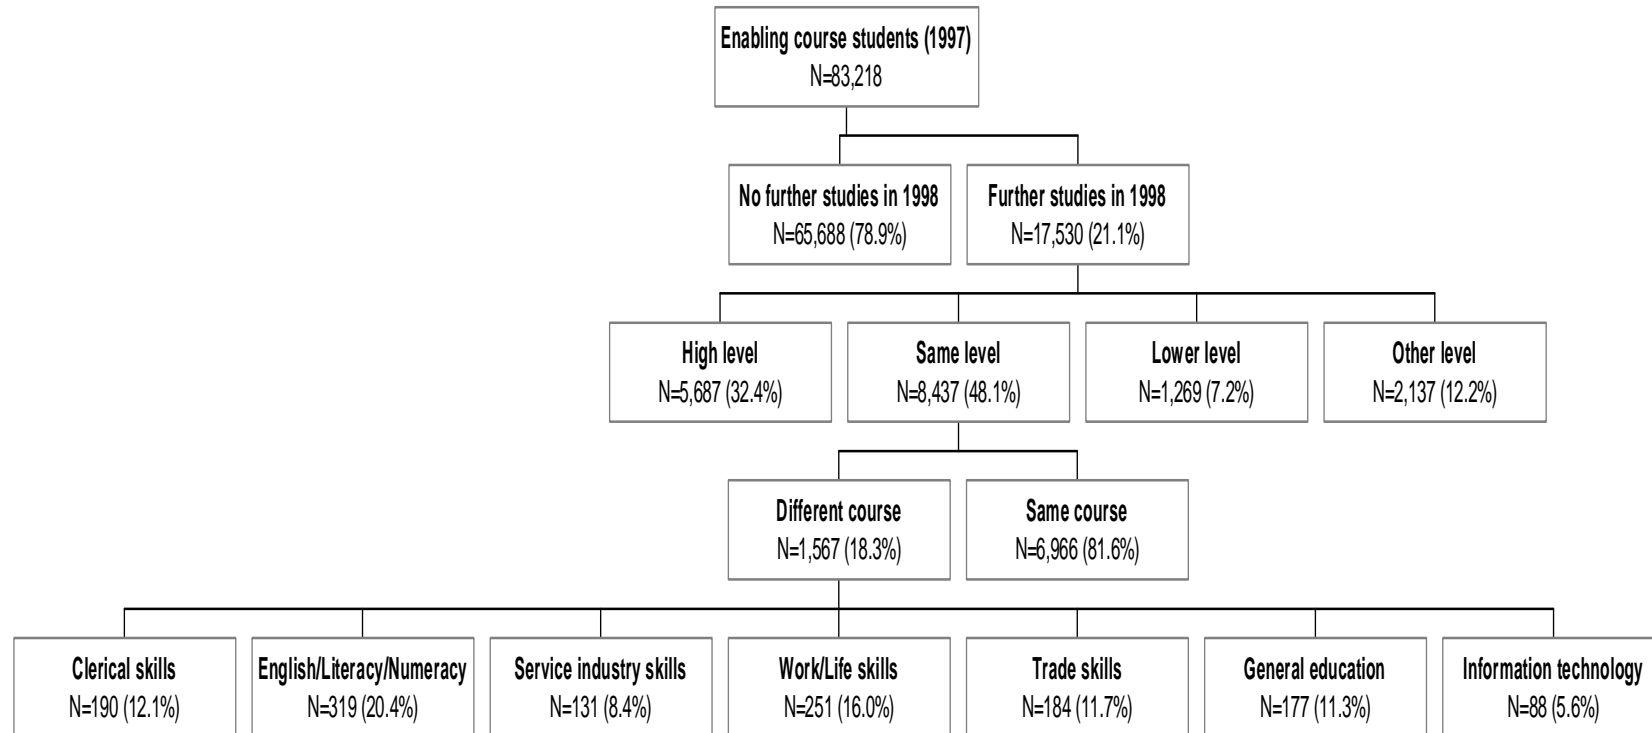 Enabling course students (1997)
N=83,218
No further studies in 1998
N=65,688 (78.9%)
Further studies in 1998
N=17,530 (21.1%)
High level
N=5,687 (32.4%)
Same level
N=8,437 (48.1%)
Lower level
N=1,269 (7.2%)
Other level
N=2,137 (12.2%)
Different course
N=1,567 (18.3%)
Same course
N=6,966 (81.6%)
Clerical skills
N=190 (12.1%)
English/Literacy/Numeracy
N=319 (20.4%)
Service industry skills
N=131 (8.4%)
Work/Life skills
N=251 (16.0%)
Trade skills
N=184 (11.7%)
General education
N=177 (11.3%)
Information technology
N=88 (5.6%)